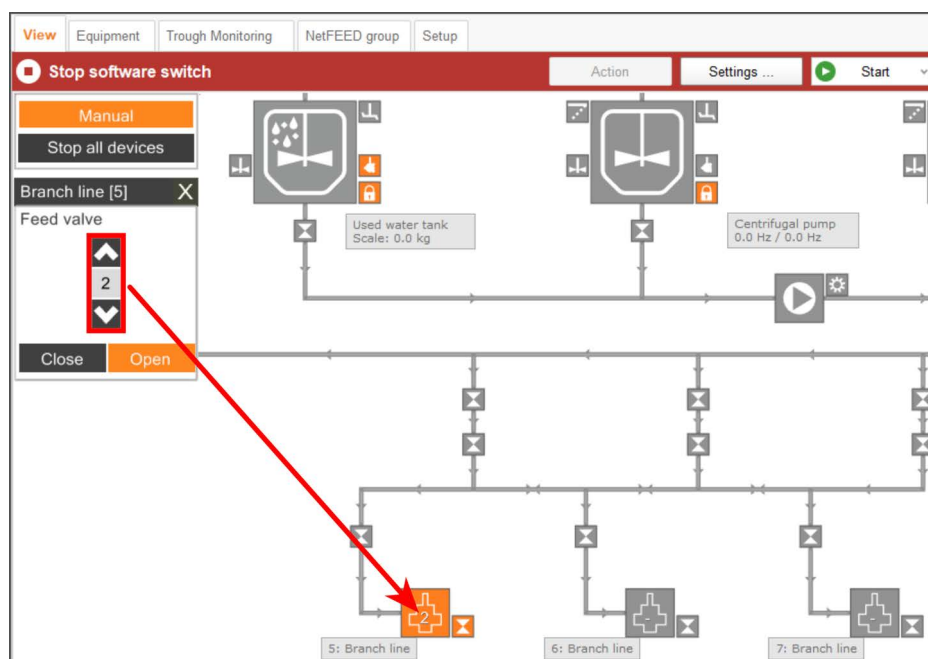 View
Equipment
Trough Monitoring
NetFEED group
Setup
Stop software switch
Action
Settings ...
Start
Manual
Stop all devices
Branch line [5]
X
Feed valve
2
Close
Open
Used water tank
Scale: 0.0 kg
Centrifugal pump
0.0 Hz / 0.0 Hz
2
-
-
5: Branch line
6: Branch line
7: Branch line